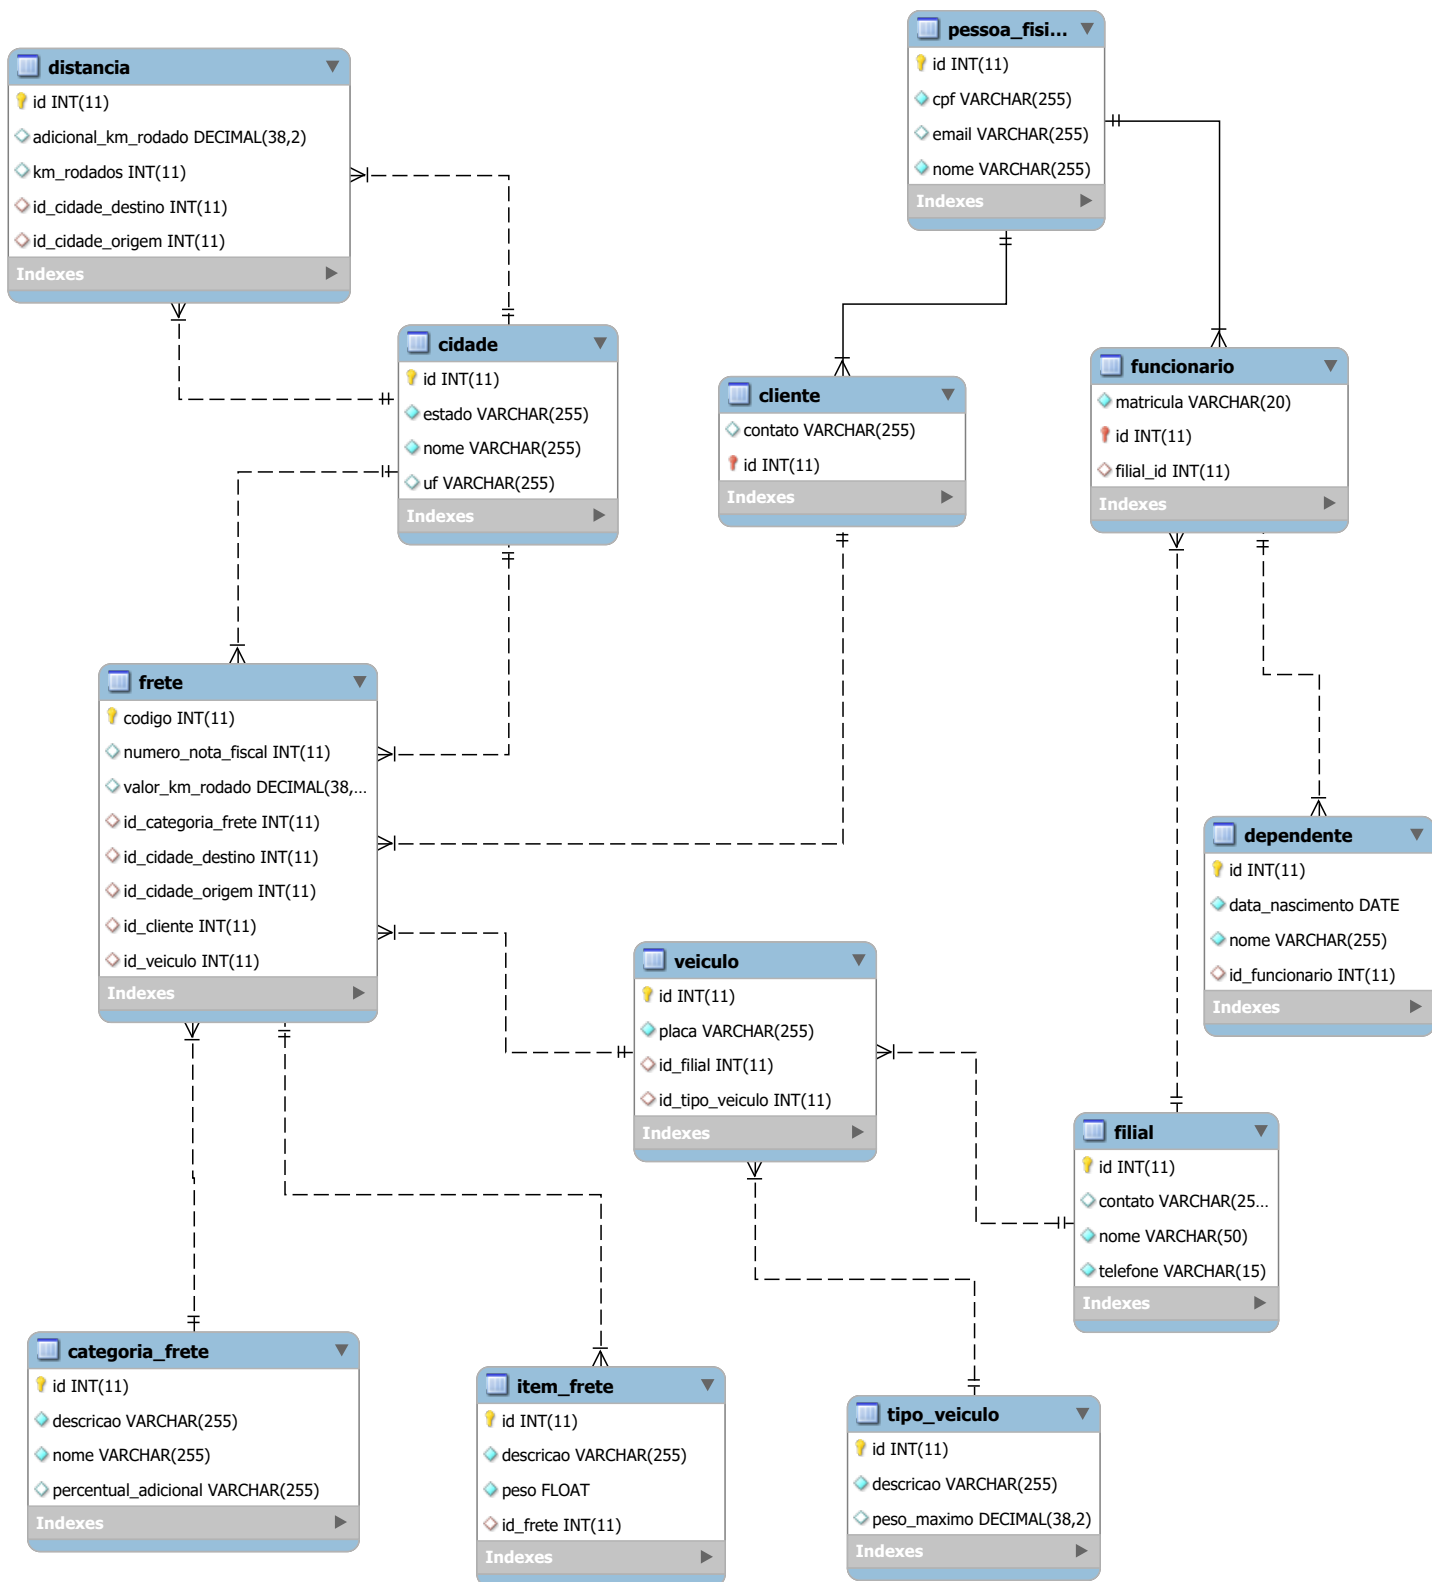 distancia
id INT(11)
adicional_km_rodado DECIMAL(38,2)
km_rodados INT(11)
id_cidade_destino INT(11)
id_cidade_origem INT(11)
Indexes
pessoa_fisi...
id INT(11)
cpf VARCHAR(255)
email VARCHAR(255)
nome VARCHAR(255)
Indexes
cidade
id INT(11)
estado VARCHAR(255)
nome VARCHAR(255)
uf VARCHAR(255)
Indexes
cliente
contato VARCHAR(255)
id INT(11)
Indexes
funcionario
matricula VARCHAR(20)
id INT(11)
filial_id INT(11)
Indexes
frete
codigo INT(11)
numero_nota_fiscal INT(11)
valor_km_rodado DECIMAL(38,...
id_categoria_frete INT(11)
id_cidade_destino INT(11)
id_cidade_origem INT(11)
id_cliente INT(11)
id_veiculo INT(11)
Indexes
dependente
id INT(11)
data_nascimento DATE
nome VARCHAR(255)
id_funcionario INT(11)
Indexes
veiculo
id INT(11)
placa VARCHAR(255)
id_filial INT(11)
id_tipo_veiculo INT(11)
Indexes
filial
id INT(11)
contato VARCHAR(25...
nome VARCHAR(50)
telefone VARCHAR(15)
Indexes
categoria_frete
id INT(11)
descricao VARCHAR(255)
nome VARCHAR(255)
percentual_adicional VARCHAR(255)
Indexes
item_frete
id INT(11)
descricao VARCHAR(255)
peso FLOAT
id_frete INT(11)
Indexes
tipo_veiculo
id INT(11)
descricao VARCHAR(255)
peso_maximo DECIMAL(38,2)
Indexes